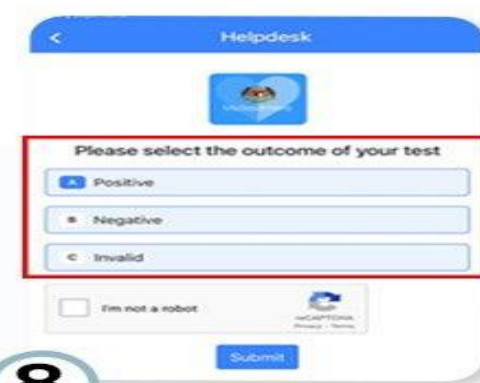 <
Helpdesk
Please select the outcome of your test
A Positive
B Negative
C Invalid
I'm not a robot
reCAPTCHA
Privacy - Terms
Submit
8